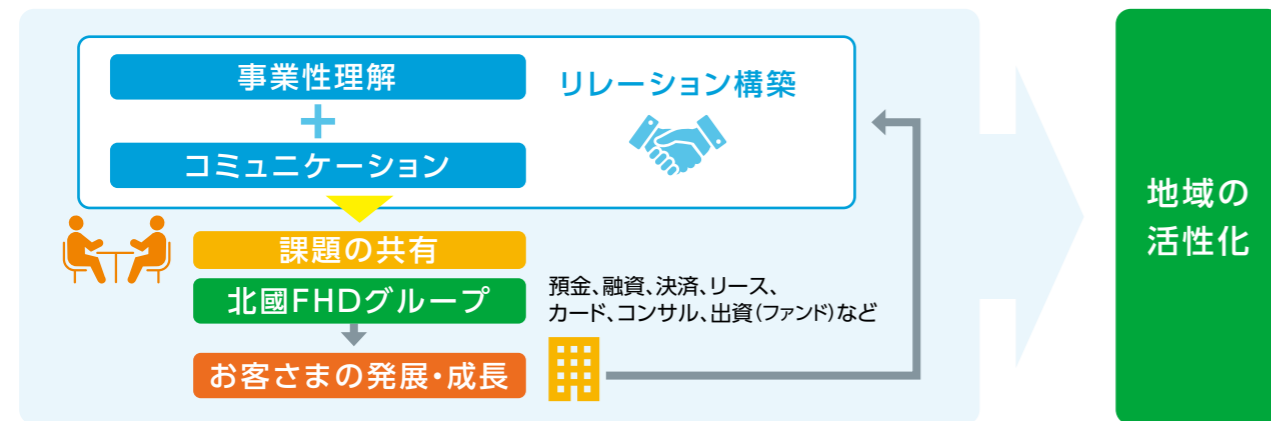 事業性理解
リレーション構築
コミュニケーション
課題の共有
北國FHDグループ
預金、融資、決済、リース、
カード、コンサル、出資(ファンド)など
お客さまの発展・成長
地域の
活性化